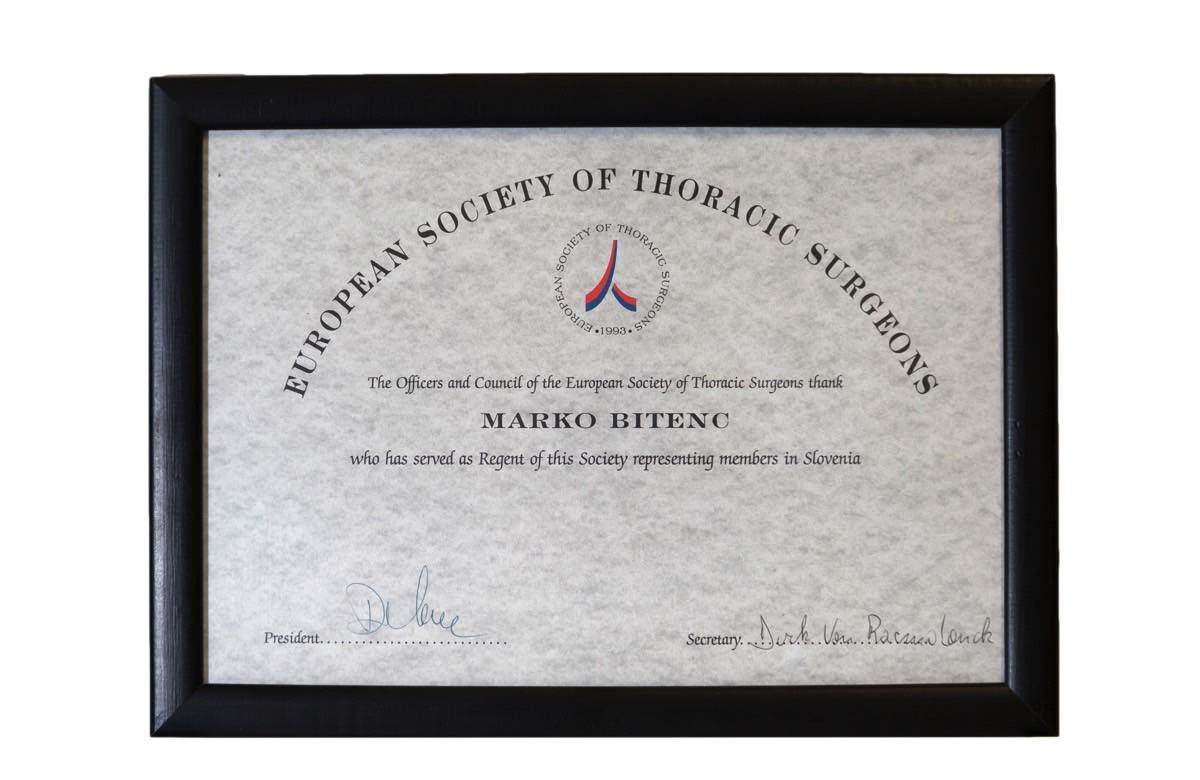 EUROPEAN SOCIETY OF THORACIC SURGEONS
EUROPEAN SOCIETY OF THORACIC SURGEONS
•1993•
The Officers and Council of the European Society of Thoracic Surgeons thank
MARKO BITENC
who has served as Regent of this Society representing members in Slovenia
President
Secretary. Dirk Van Raemdonck